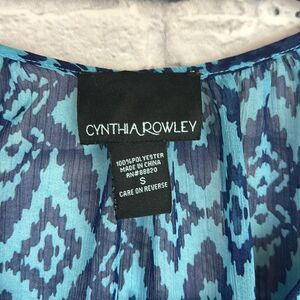 CYNTHIA ROWLEY
100% POLYESTER
MADE IN CHINA
RN#88820
S
CARE ON REVERSE